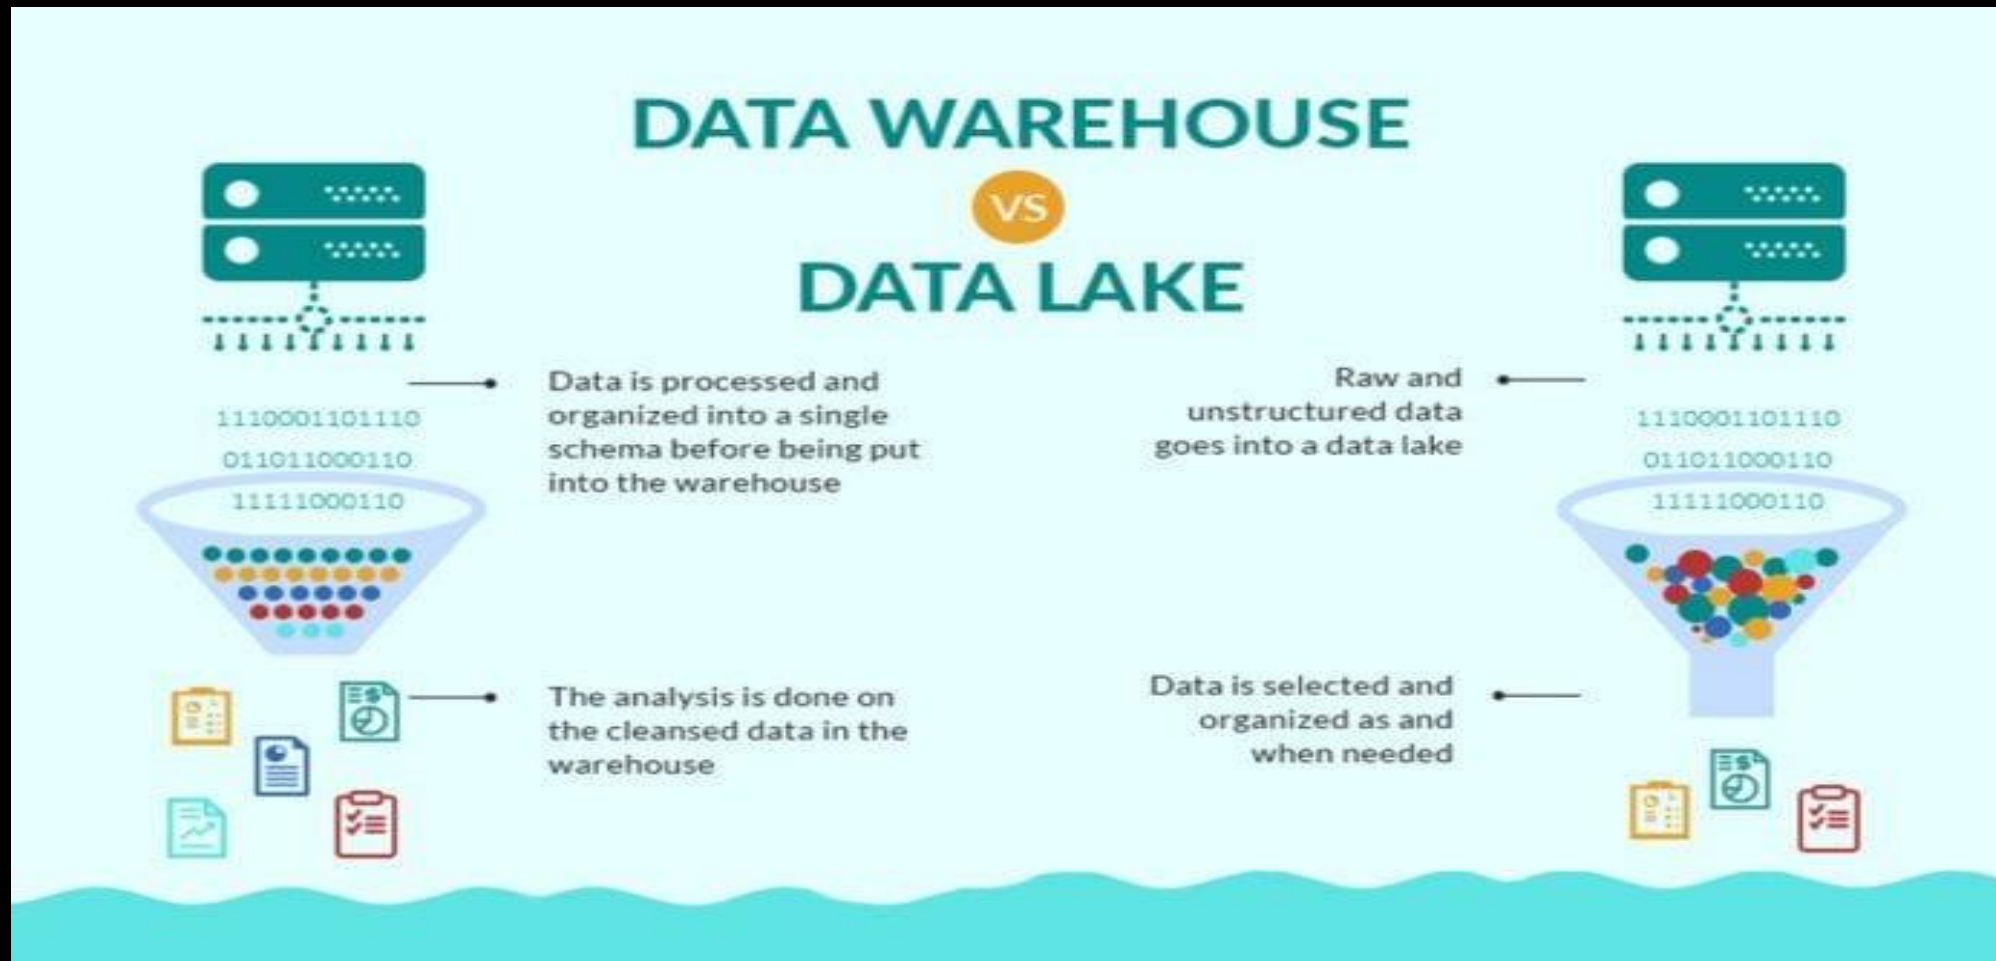 DATA WAREHOUSE
VS
DATA LAKE
Data is processed and
organized into a single
schema before being put
into the warehouse
1110001101110
011011000110
11111000110
The analysis is done on
the cleansed data in the
warehouse
Raw and
unstructured data
goes into a data lake
1110001101110
011011000110
11111000110
Data is selected and
organized as and
when needed
$
$